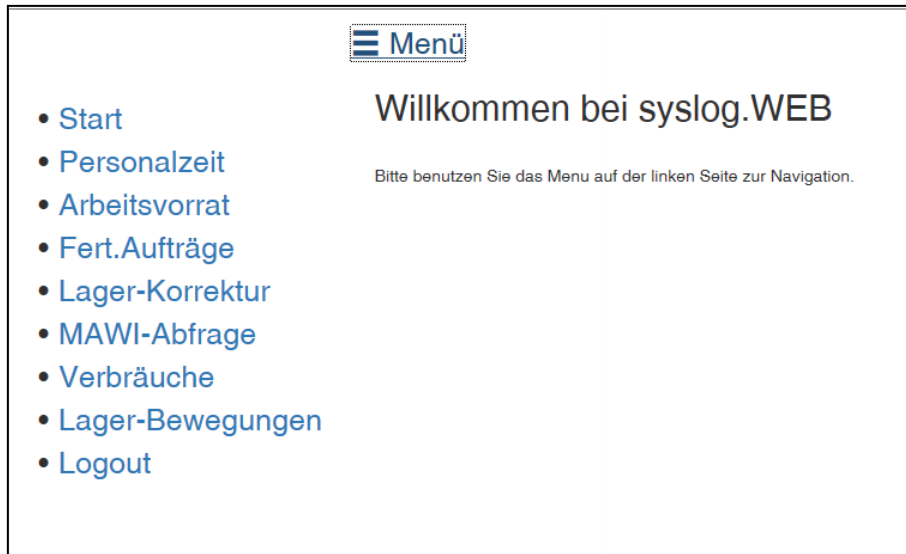 ☰ Menü
• Start
• Personalzeit
• Arbeitsvorrat
• Fert.Aufträge
• Lager-Korrektur
• MAWI-Abfrage
• Verbräuche
• Lager-Bewegungen
• Logout
Willkommen bei syslog.WEB
Bitte benutzen Sie das Menu auf der linken Seite zur Navigation.